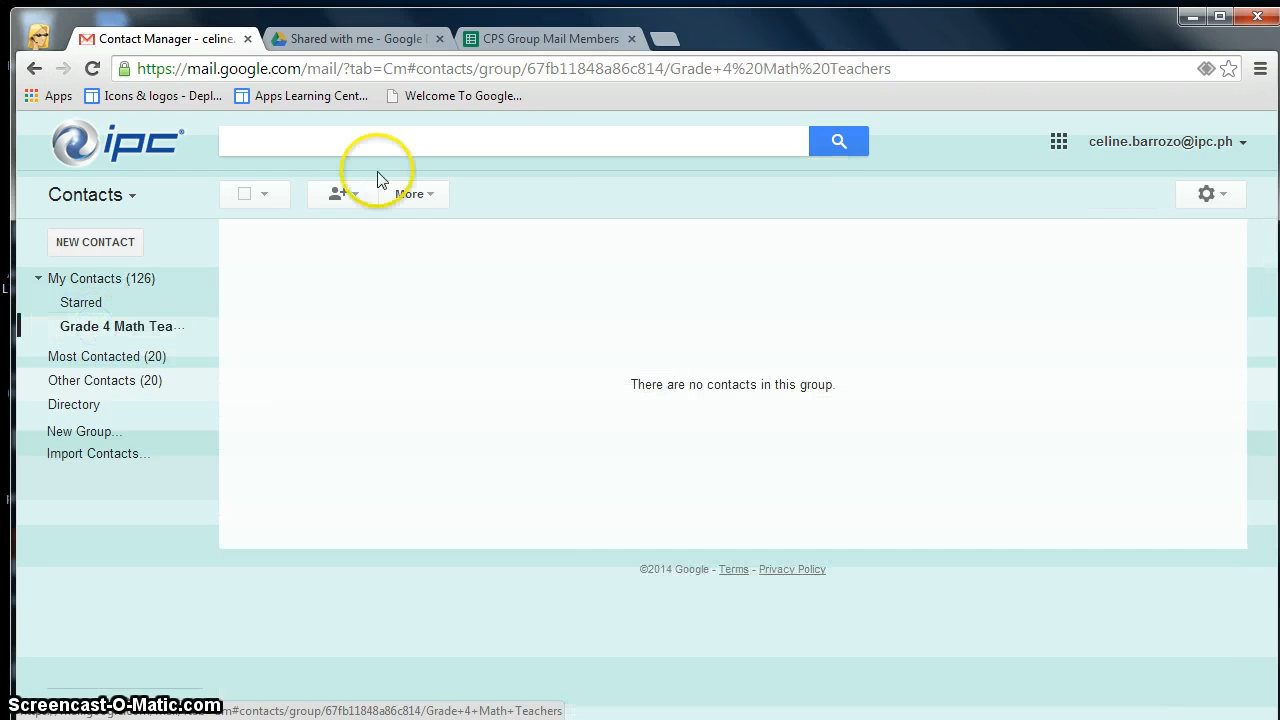 Contact Manager - celine.
Shared with me - Google
CPS Group Mail Members
https://mail.google.com/mail/?tab=Cm#contacts/group/67fb11848a86c814/Grade+4%20Math%20Teachers
Apps
Icons & logos - Depl...
Apps Learning Cent...
Welcome To Google...
ipc
celine.barrozo@ipc.ph
Contacts
More
NEW CONTACT
My Contacts (126)
Starred
Grade 4 Math Tea...
Most Contacted (20)
There are no contacts in this group.
Other Contacts (20)
Directory
New Group...
Import Contacts...
©2014 Google - Terms - Privacy Policy
Screencast-O-Matic.com
Cm#contacts/group/67fb11848a86c814/Grade+4+Math+Teachers